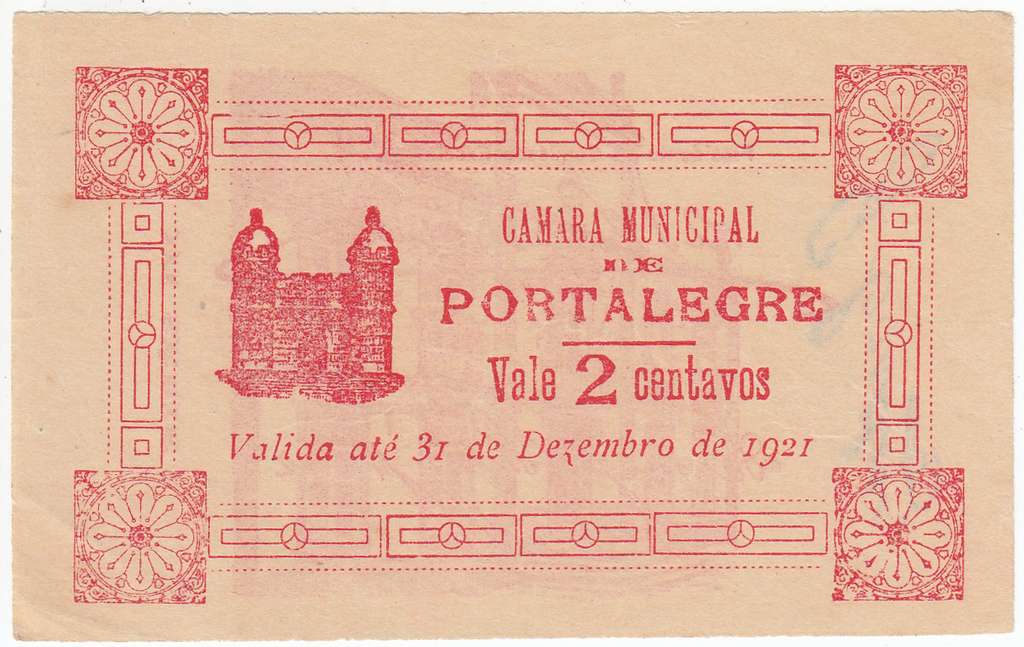 CAMARA MUNICIPAL
DE
PORTALEGRE
Vale 2 centavos
Valida até 31 de Dezembro de 1921